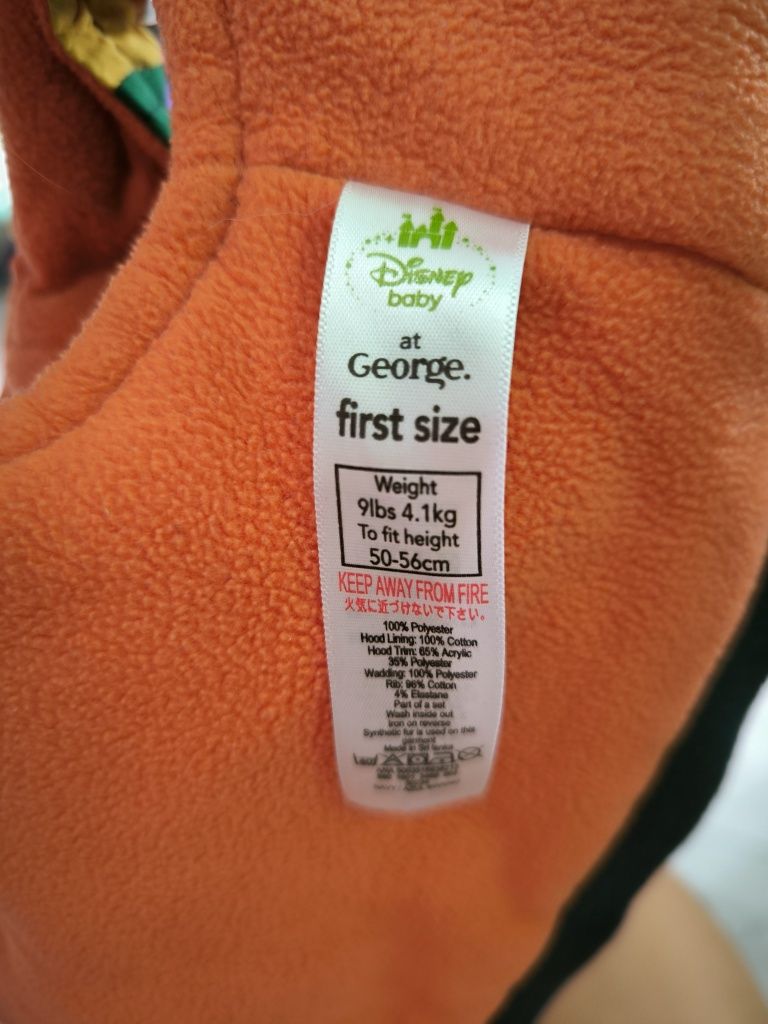 Disney
baby
at
George.
first size
Weight
9lbs 4.1kg
To fit height
50-56cm
KEEP AWAY FROM FIRE
火気に近づけないで下さい。
100% Polyester
Hood Lining: 100% Cotton
Hood Trim: 65% Acrylic
35% Polyester
Wadding: 100% Polyester
Rib: 96% Cotton
4% Elastane
Part of a set
Wash inside out
Iron on reverse
Synthetic fur is used on this
garment
Made in Sri lanka